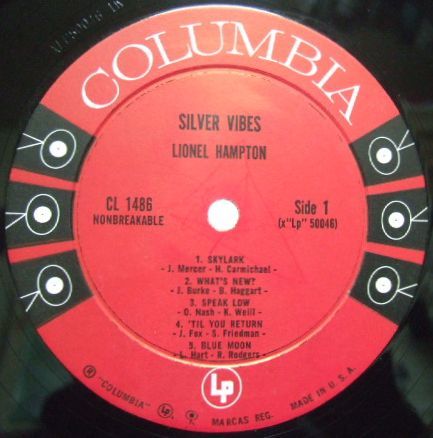 COLUMBIA
SILVER VIBES
LIONEL HAMPTON
CL 1486
NONBREAKABLE
Side 1
(x"Lp" 50046)
1. SKYLARK
- J. Mercer - H. Carmichael -
2. WHAT'S NEW?
- J. Burke - B. Haggart -
3. SPEAK LOW
- O. Nash - K. Weill -
4. 'TIL YOU RETURN
- J. Fox - S. Friedman -
5. BLUE MOON
- L. Hart - R. Rodgers -
Lp
® "COLUMBIA" MARCAS REG. MADE IN U.S.A.